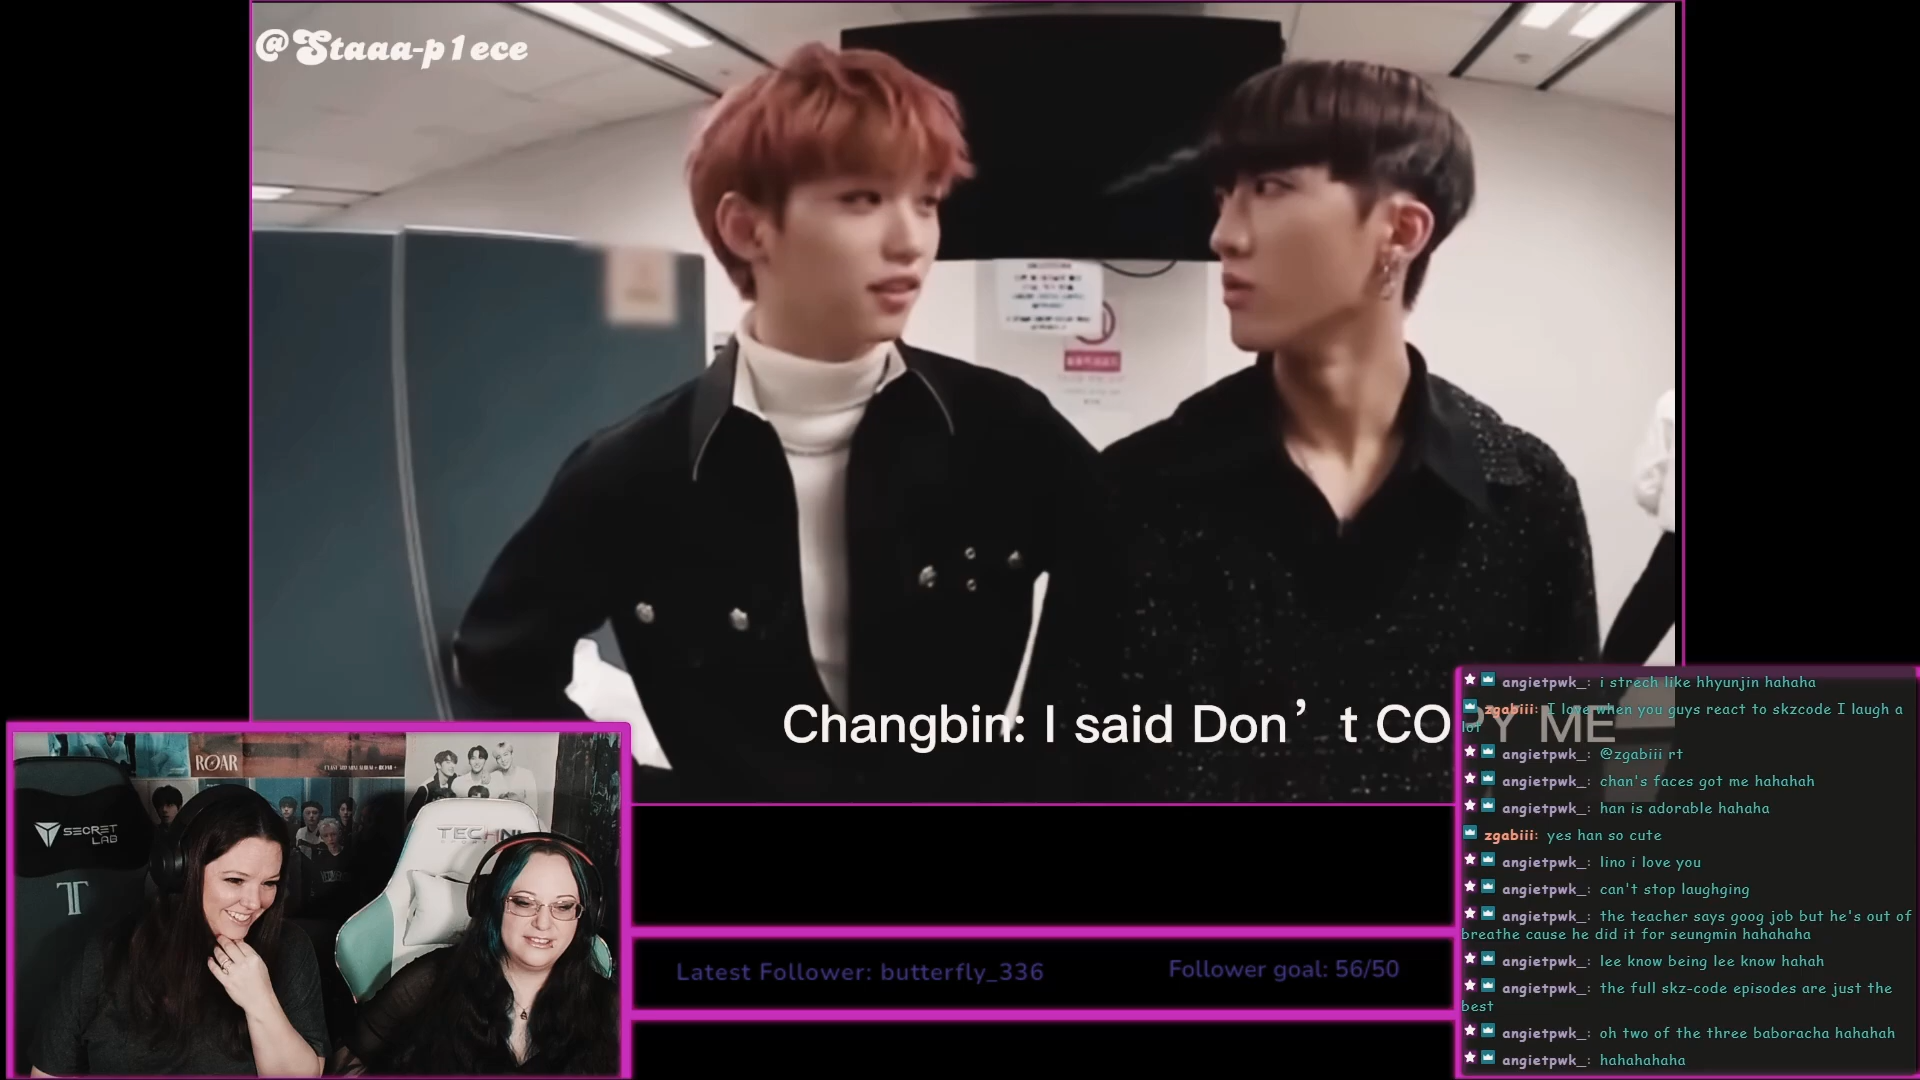 @Staaa-p1ece
Changbin: I said Don’t COPY ME
ROAR
SECRET
LAB
TECHNI
Latest Follower: butterfly_336
Follower goal: 56/50
angietpwk_: i strech like hhyunjin hahaha
zgabiii: I love when you guys react to skzcode I laugh a
lot
angietpwk_: @zgabiii rt
angietpwk_: chan's faces got me hahahah
angietpwk_: han is adorable hahaha
zgabiii: yes han so cute
angietpwk_: lino i love you
angietpwk_: can't stop laughging
angietpwk_: the teacher says goog job but he's out of
breathe cause he did it for seungmin hahahaha
angietpwk_: lee know being lee know hahah
angietpwk_: the full skz-code episodes are just the
best
angietpwk_: oh two of the three baboracha hahahah
angietpwk_: hahahahaha